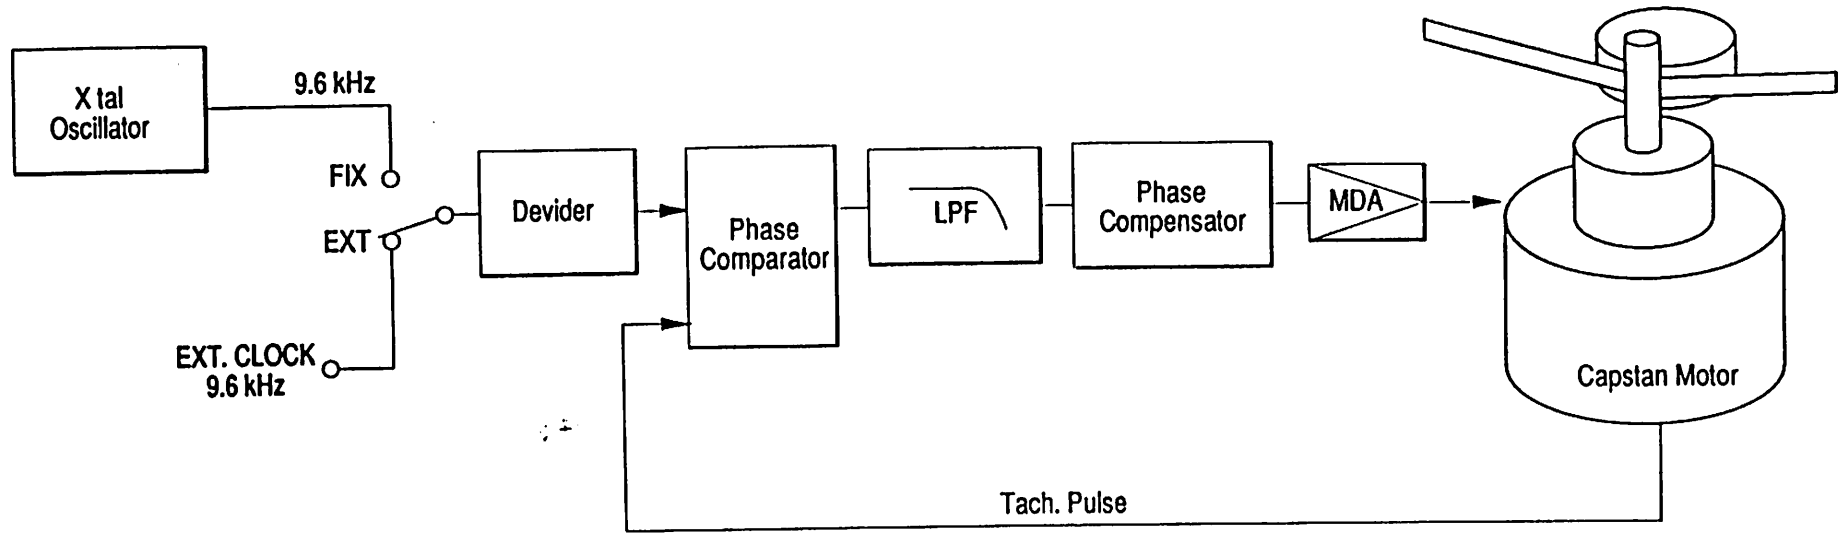 X tal
Oscillator
9.6 kHz
FIX
EXT
EXT. CLOCK
9.6 kHz
Devider
Phase
Comparator
LPF
Phase
Compensator
MDA
Capstan Motor
Tach. Pulse